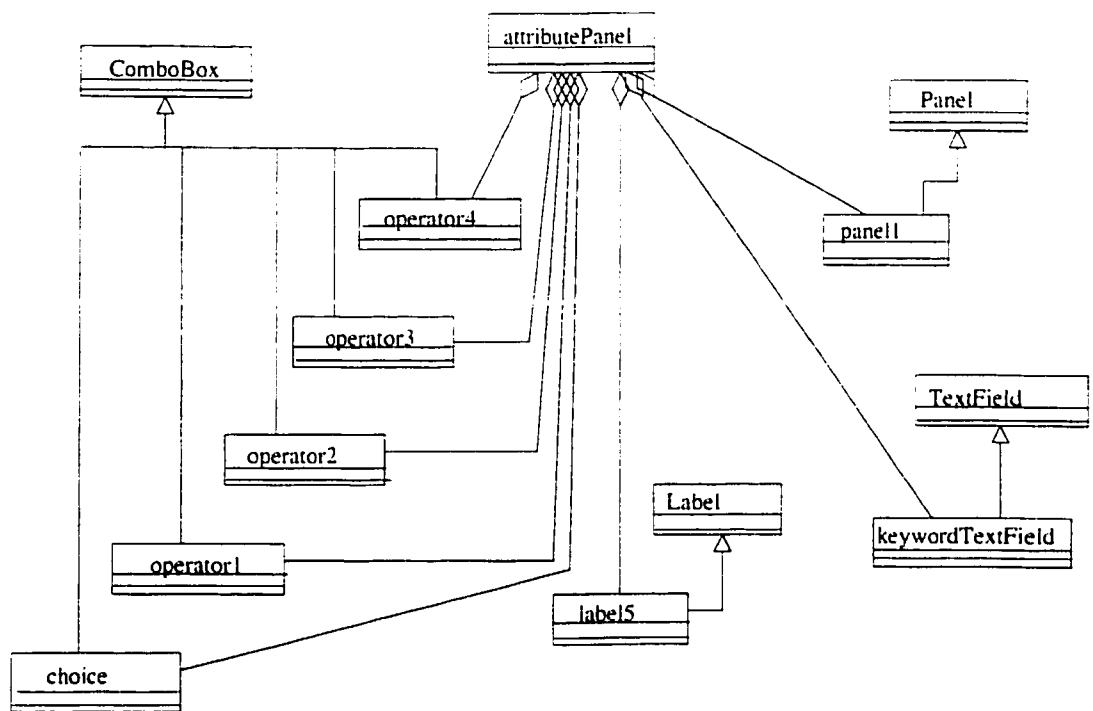 attributePanel
ComboBox
Panel
operator4
panel1
operator3
TextField
operator2
Label
keywordTextField
operator1
label5
choice